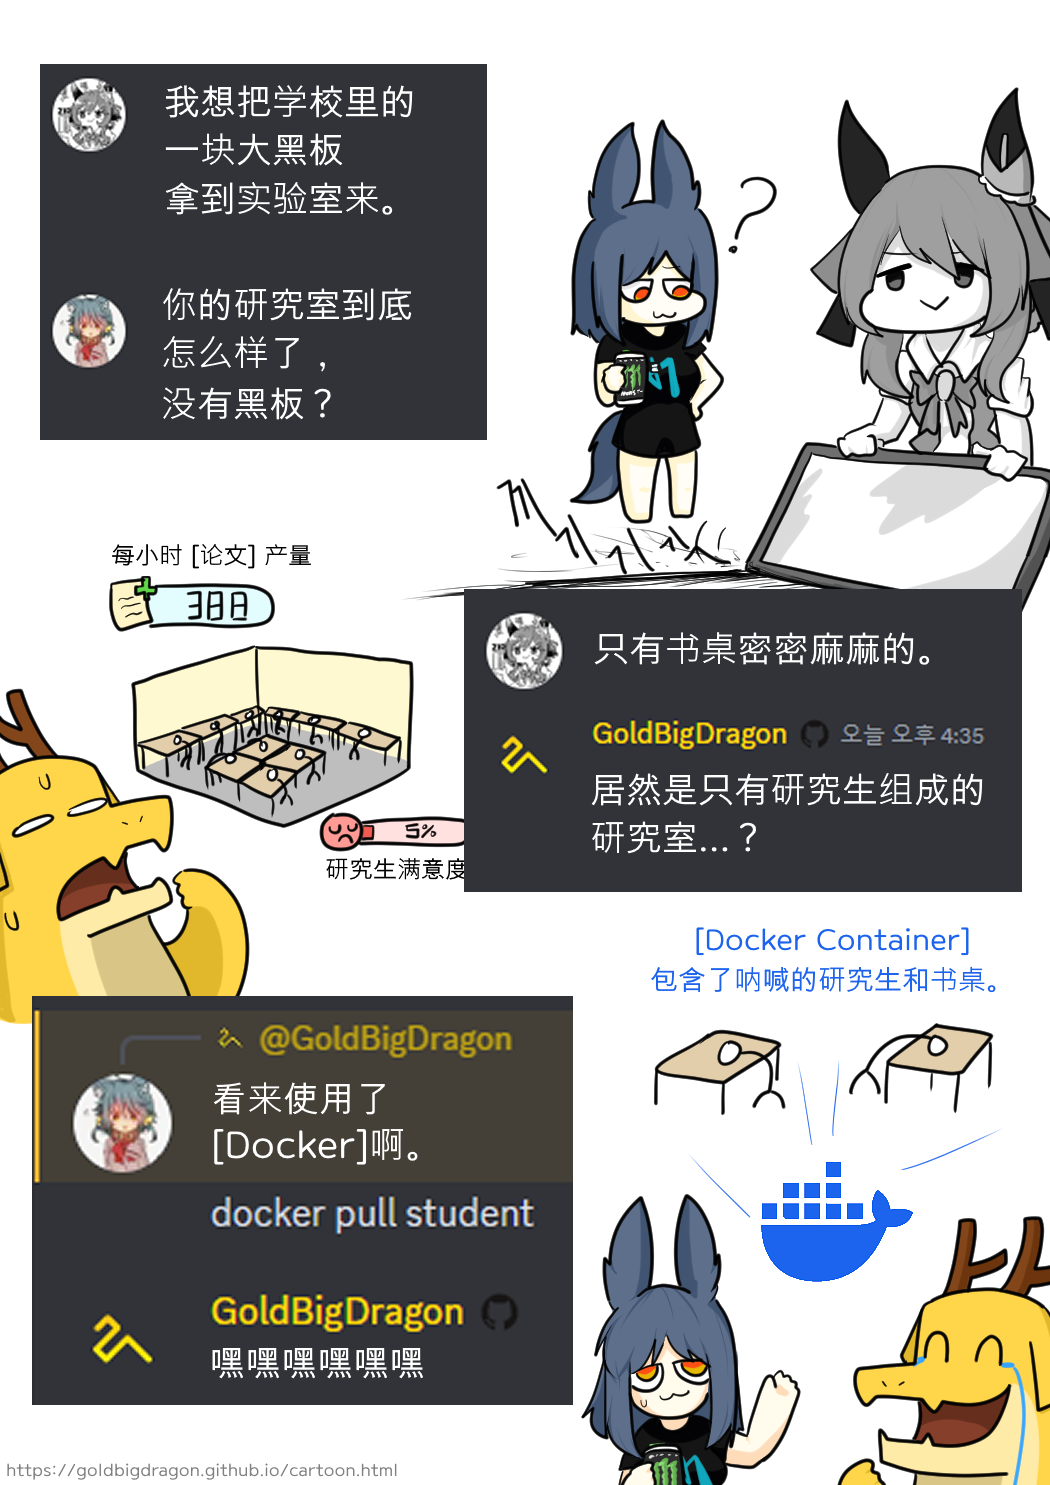 我想把学校里的
一块大黑板
拿到实验室来。
你的研究室到底
怎么样了，
没有黑板？
?
每小时 [论文] 产量
388
5%
研究生满意度
只有书桌密密麻麻的。
GoldBigDragon 오늘 오후 4:35
居然是只有研究生组成的
研究室...？
[Docker Container]
包含了呐喊的研究生和书桌。
@GoldBigDragon
看来使用了
[Docker]啊。
docker pull student
GoldBigDragon
嘿嘿嘿嘿嘿嘿
https://goldbigdragon.github.io/cartoon.html